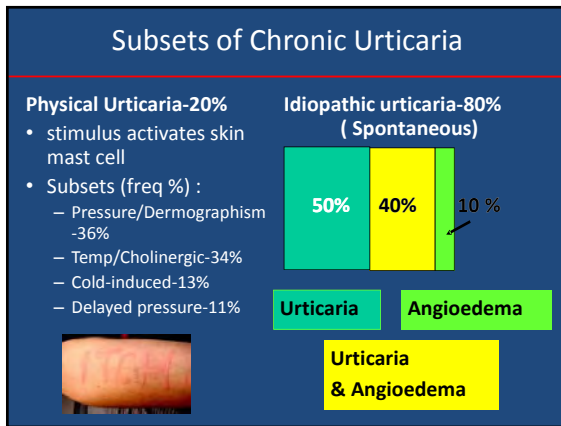 Subsets of Chronic Urticaria
Physical Urticaria-20%
• stimulus activates skin
mast cell
• Subsets (freq %) :
– Pressure/Dermographism
-36%
– Temp/Cholinergic-34%
– Cold-induced-13%
– Delayed pressure-11%
Idiopathic urticaria-80%
( Spontaneous)
50% 40% 10 %
Urticaria Angioedema
Urticaria
& Angioedema